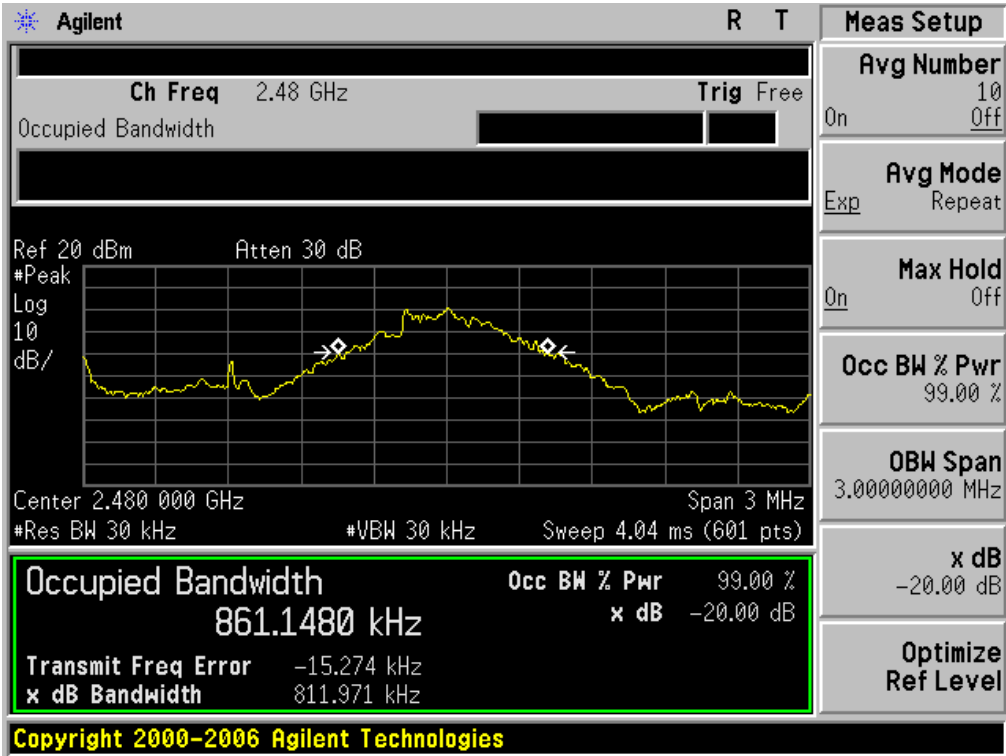 Agilent R T
Ch Freq 2.48 GHz Trig Free
Occupied Bandwidth
Ref 20 dBm Atten 30 dB
#Peak
Log
10
dB/
Center 2.480 000 GHz Span 3 MHz
#Res BW 30 kHz #VBW 30 kHz Sweep 4.04 ms (601 pts)
Occupied Bandwidth Occ BW % Pwr 99.00 %
861.1480 kHz x dB -20.00 dB
Transmit Freq Error -15.274 kHz
x dB Bandwidth 811.971 kHz
Copyright 2000-2006 Agilent Technologies
Meas Setup
Avg Number
10
On Off
Avg Mode
Exp Repeat
Max Hold
On Off
Occ BW % Pwr
99.00 %
OBW Span
3.00000000 MHz
x dB
-20.00 dB
Optimize
Ref Level